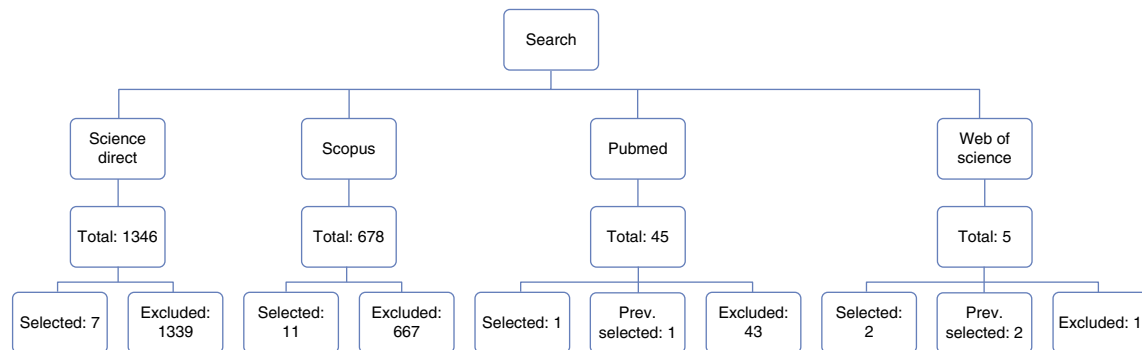 Search
Science
direct
Scopus
Pubmed
Web of
science
Total: 1346
Total: 678
Total: 45
Total: 5
Selected: 7
Excluded:
1339
Selected:
11
Excluded:
667
Selected: 1
Prev.
selected: 1
Excluded:
43
Selected:
2
Prev.
selected: 2
Excluded: 1